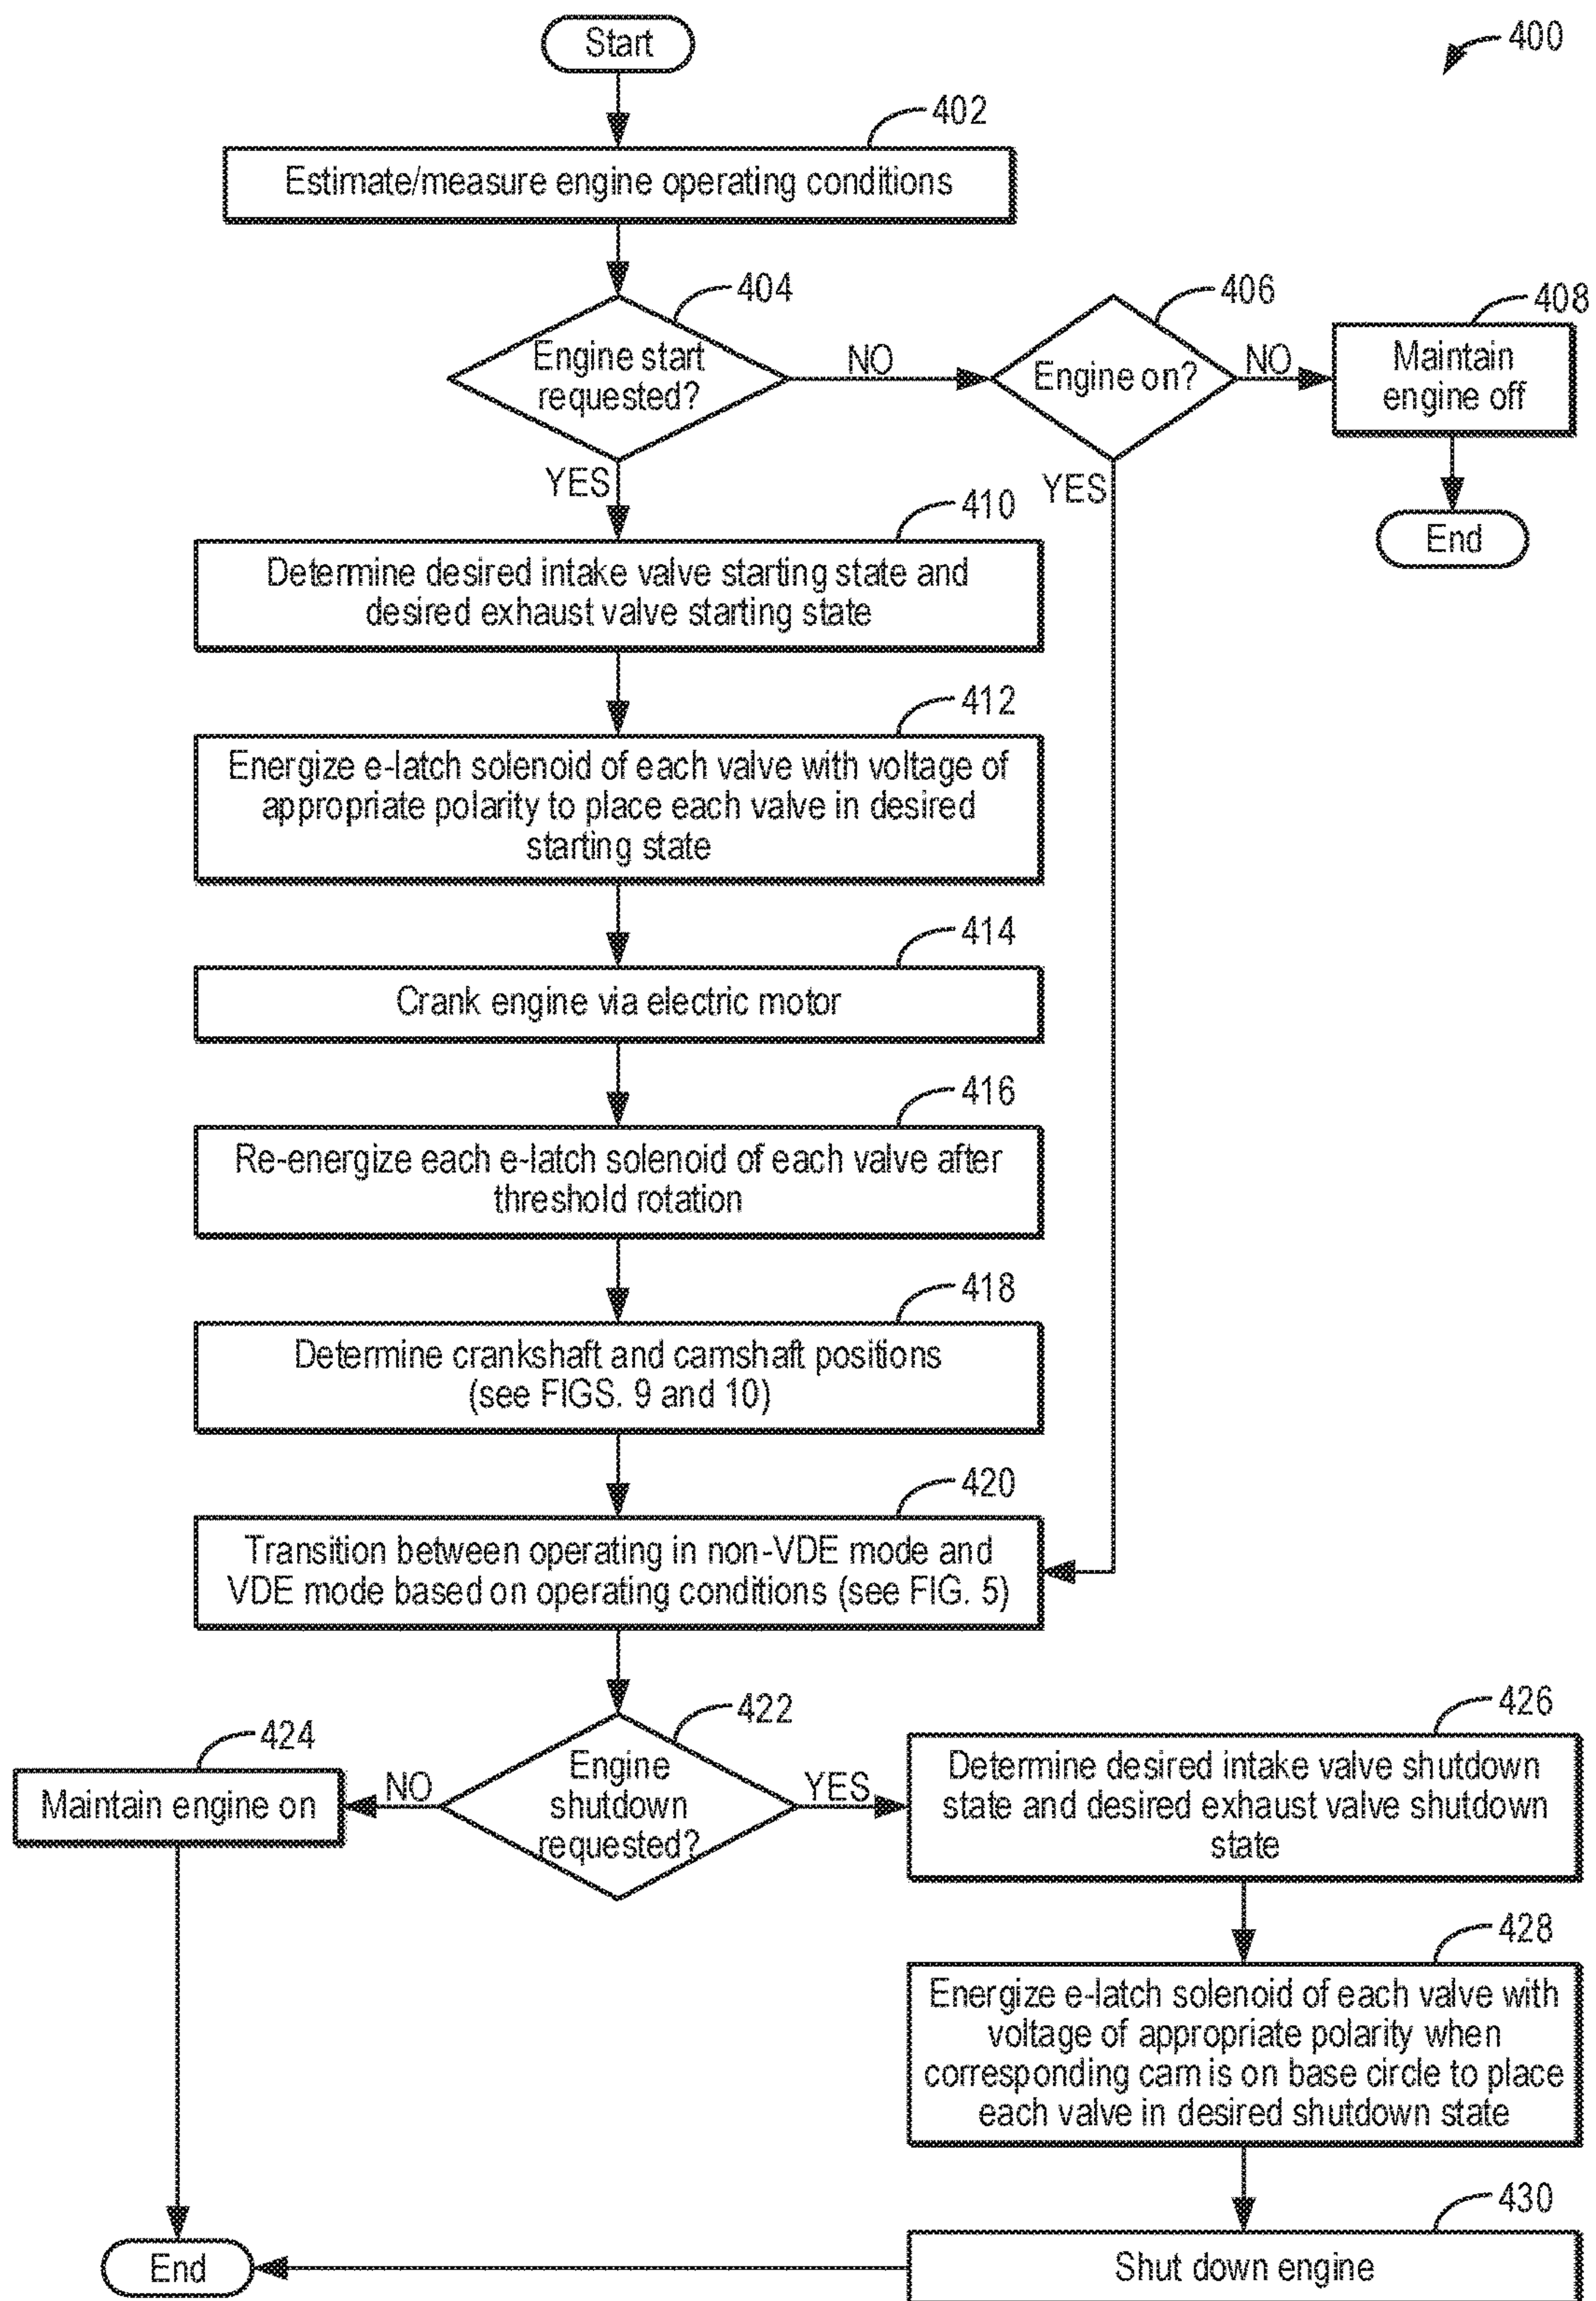 Start
400
402
Estimate/measure engine operating conditions
404
Engine start
requested?
NO
406
Engine on?
NO
408
Maintain
engine off
End
YES
YES
410
Determine desired intake valve starting state and
desired exhaust valve starting state
412
Energize e-latch solenoid of each valve with voltage of
appropriate polarity to place each valve in desired
starting state
414
Crank engine via electric motor
416
Re-energize each e-latch solenoid of each valve after
threshold rotation
418
Determine crankshaft and camshaft positions
(see FIGS. 9 and 10)
420
Transition between operating in non-VDE mode and
VDE mode based on operating conditions (see FIG. 5)
422
Engine
shutdown
requested?
NO
424
Maintain engine on
YES
426
Determine desired intake valve shutdown
state and desired exhaust valve shutdown
state
428
Energize e-latch solenoid of each valve with
voltage of appropriate polarity when
corresponding cam is on base circle to place
each valve in desired shutdown state
430
Shut down engine
End